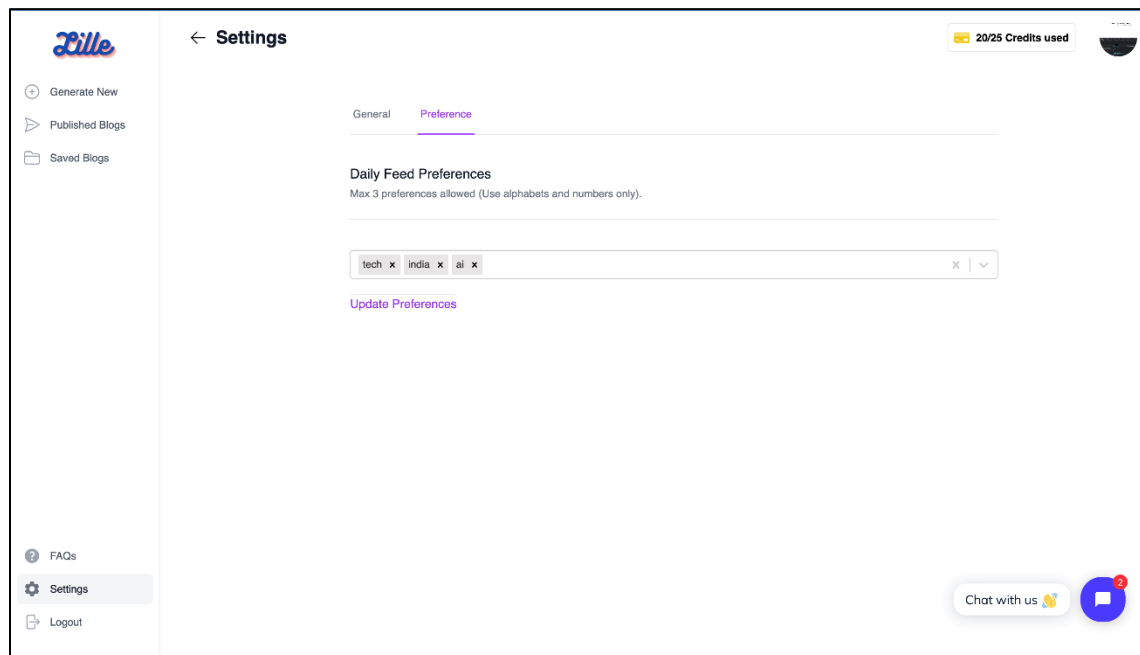 Lille
Settings
20/25 Credits used
Generate New
Published Blogs
Saved Blogs
General
Preference
Daily Feed Preferences
Max 3 preferences allowed (Use alphabets and numbers only).
tech
india
ai
Update Preferences
FAQs
Settings
Logout
Chat with us 👋
2